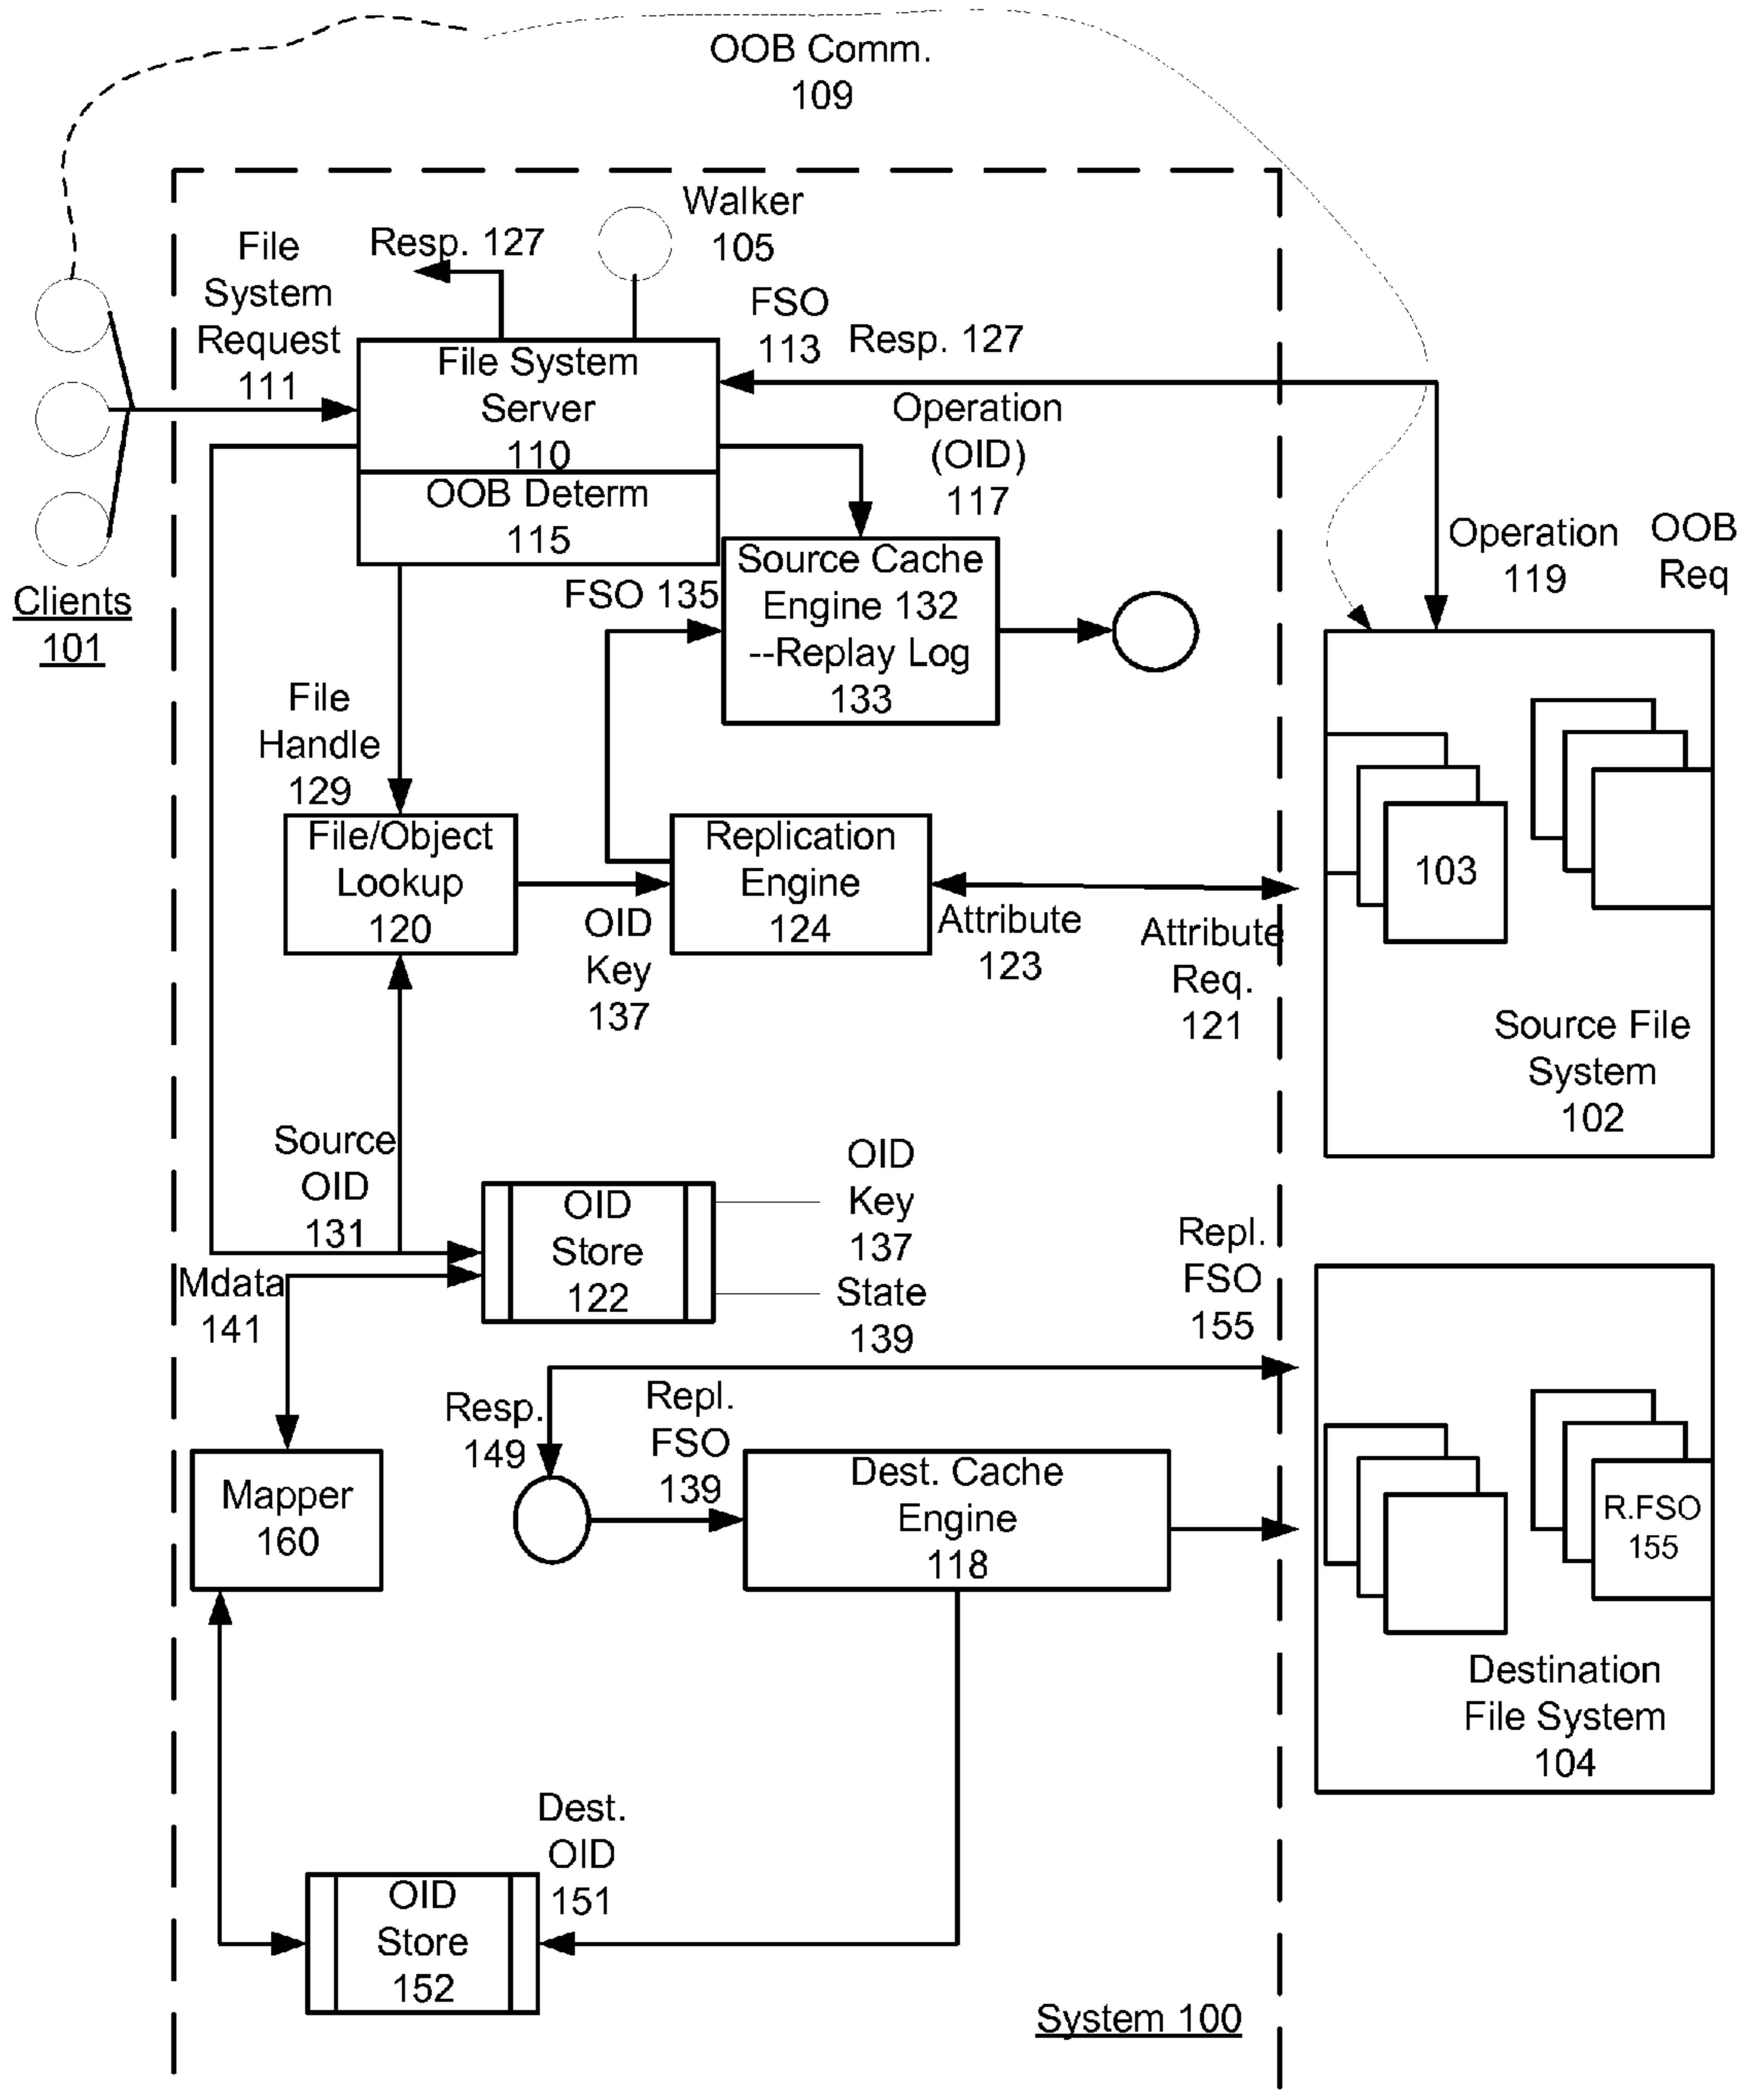 OOB Comm.
109
Walker
105
File
System
Request
111
Resp. 127
FSO
113
Resp. 127
File System
Server
110
OOB Determ
115
Operation
(OID)
117
Operation
119
OOB
Req
Clients
101
FSO 135
Source Cache
Engine 132
--Replay Log
133
File
Handle
129
File/Object
Lookup
120
OID
Key
137
Replication
Engine
124
Attribute
123
Attribute
Req.
121
103
Source File
System
102
Source
OID
131
OID
Store
122
OID
Key
137
State
139
Mdata
141
Repl.
FSO
155
Resp.
149
Repl.
FSO
139
Mapper
160
Dest. Cache
Engine
118
R.FSO
155
Destination
File System
104
Dest.
OID
151
OID
Store
152
System 100